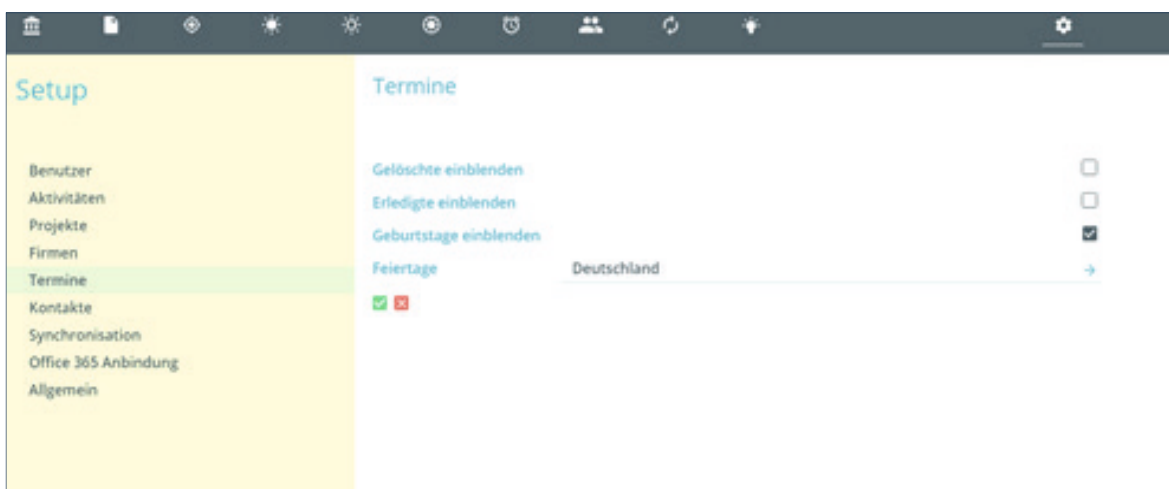 Setup
Benutzer
Aktivitäten
Projekte
Firmen
Termine
Kontakte
Synchronisation
Office 365 Anbindung
Allgemein
Termine
Gelöschte einblenden
Erledigte einblenden
Geburtstage einblenden
Feiertage Deutschland